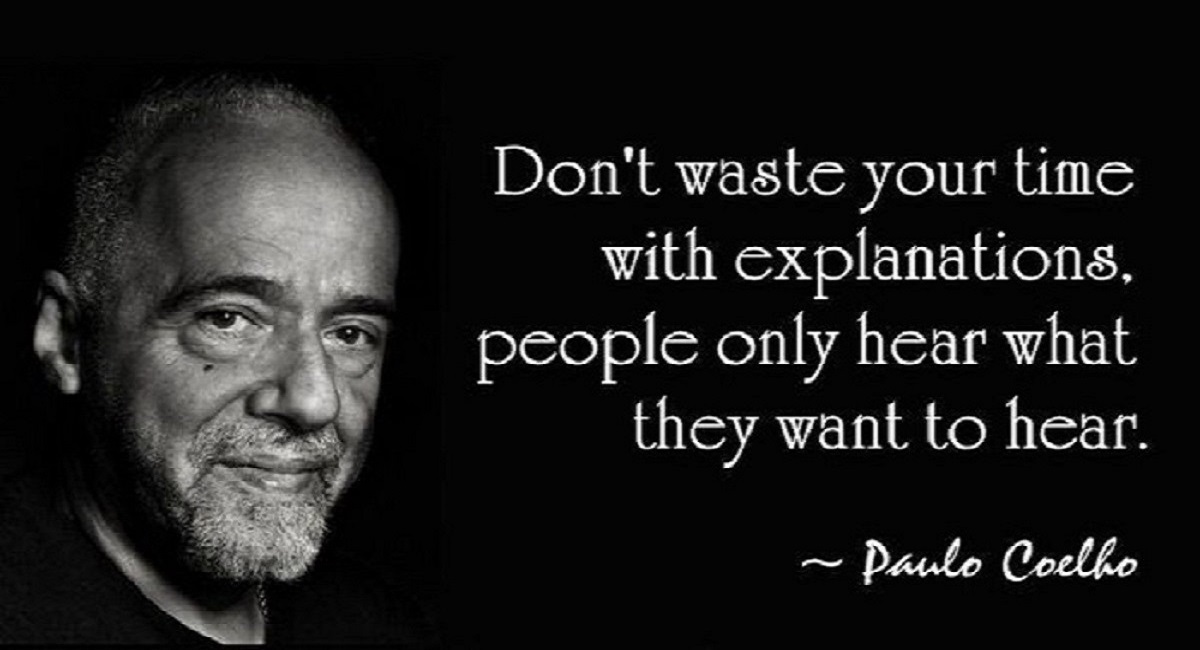 Don't waste your time
with explanations,
people only hear what
they want to hear.
~ Paulo Coelho